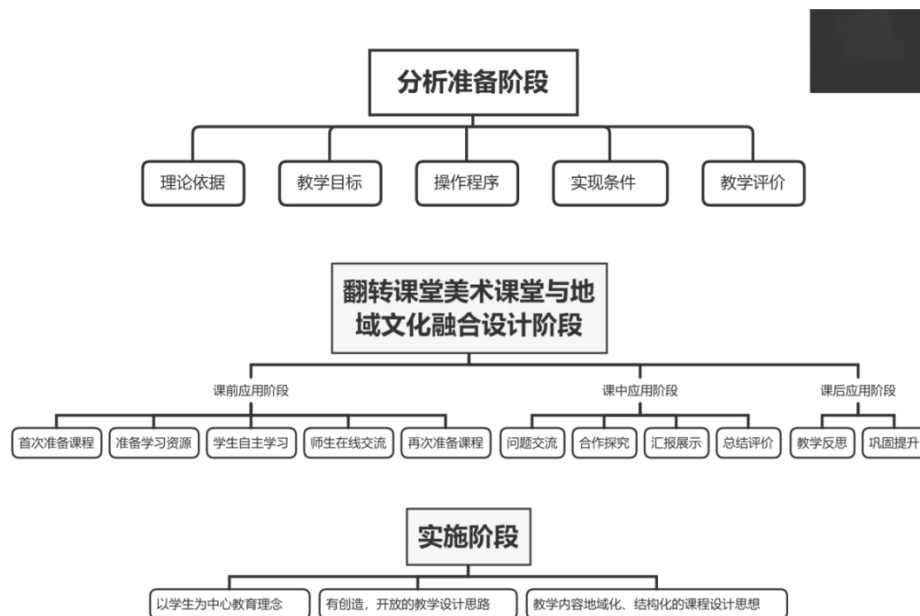 分析准备阶段
理论依据
教学目标
操作程序
实现条件
教学评价
翻转课堂美术课堂与地
域文化融合设计阶段
课前应用阶段
课中应用阶段
课后应用阶段
首次准备课程
准备学习资源
学生自主学习
师生在线交流
再次准备课程
问题交流
合作探究
汇报展示
总结评价
教学反思
巩固提升
实施阶段
以学生为中心教育理念
有创造，开放的教学设计思路
教学内容地域化、结构化的课程设计思想